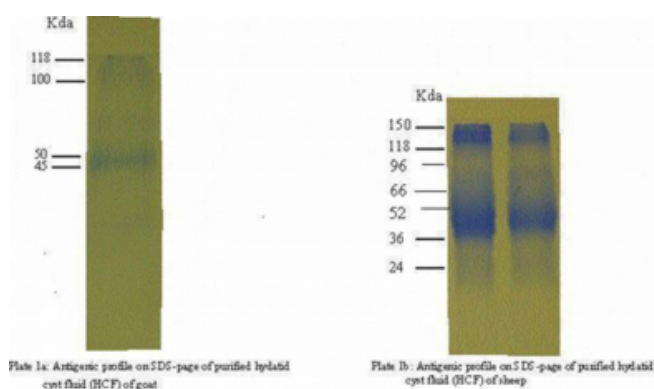 Kda
118
100
50
45
Plate 1a: Antigenic profile on SDS-page of purified hydatid
cyst fluid (HCF) of goat
Kda
150
118
96
66
52
36
24
Plate 1b: Antigenic profile on SDS-page of purified hydatid
cyst fluid (HCF) of sheep